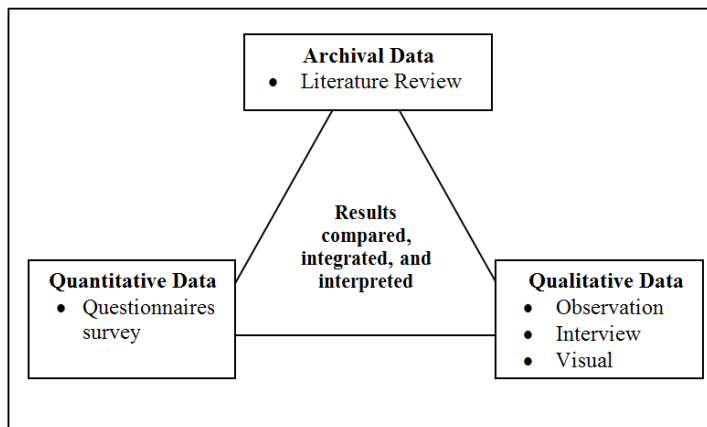 Archival Data
• Literature Review
Results
compared,
integrated, and
interpreted
Quantitative Data
• Questionnaires
survey
Qualitative Data
• Observation
• Interview
• Visual